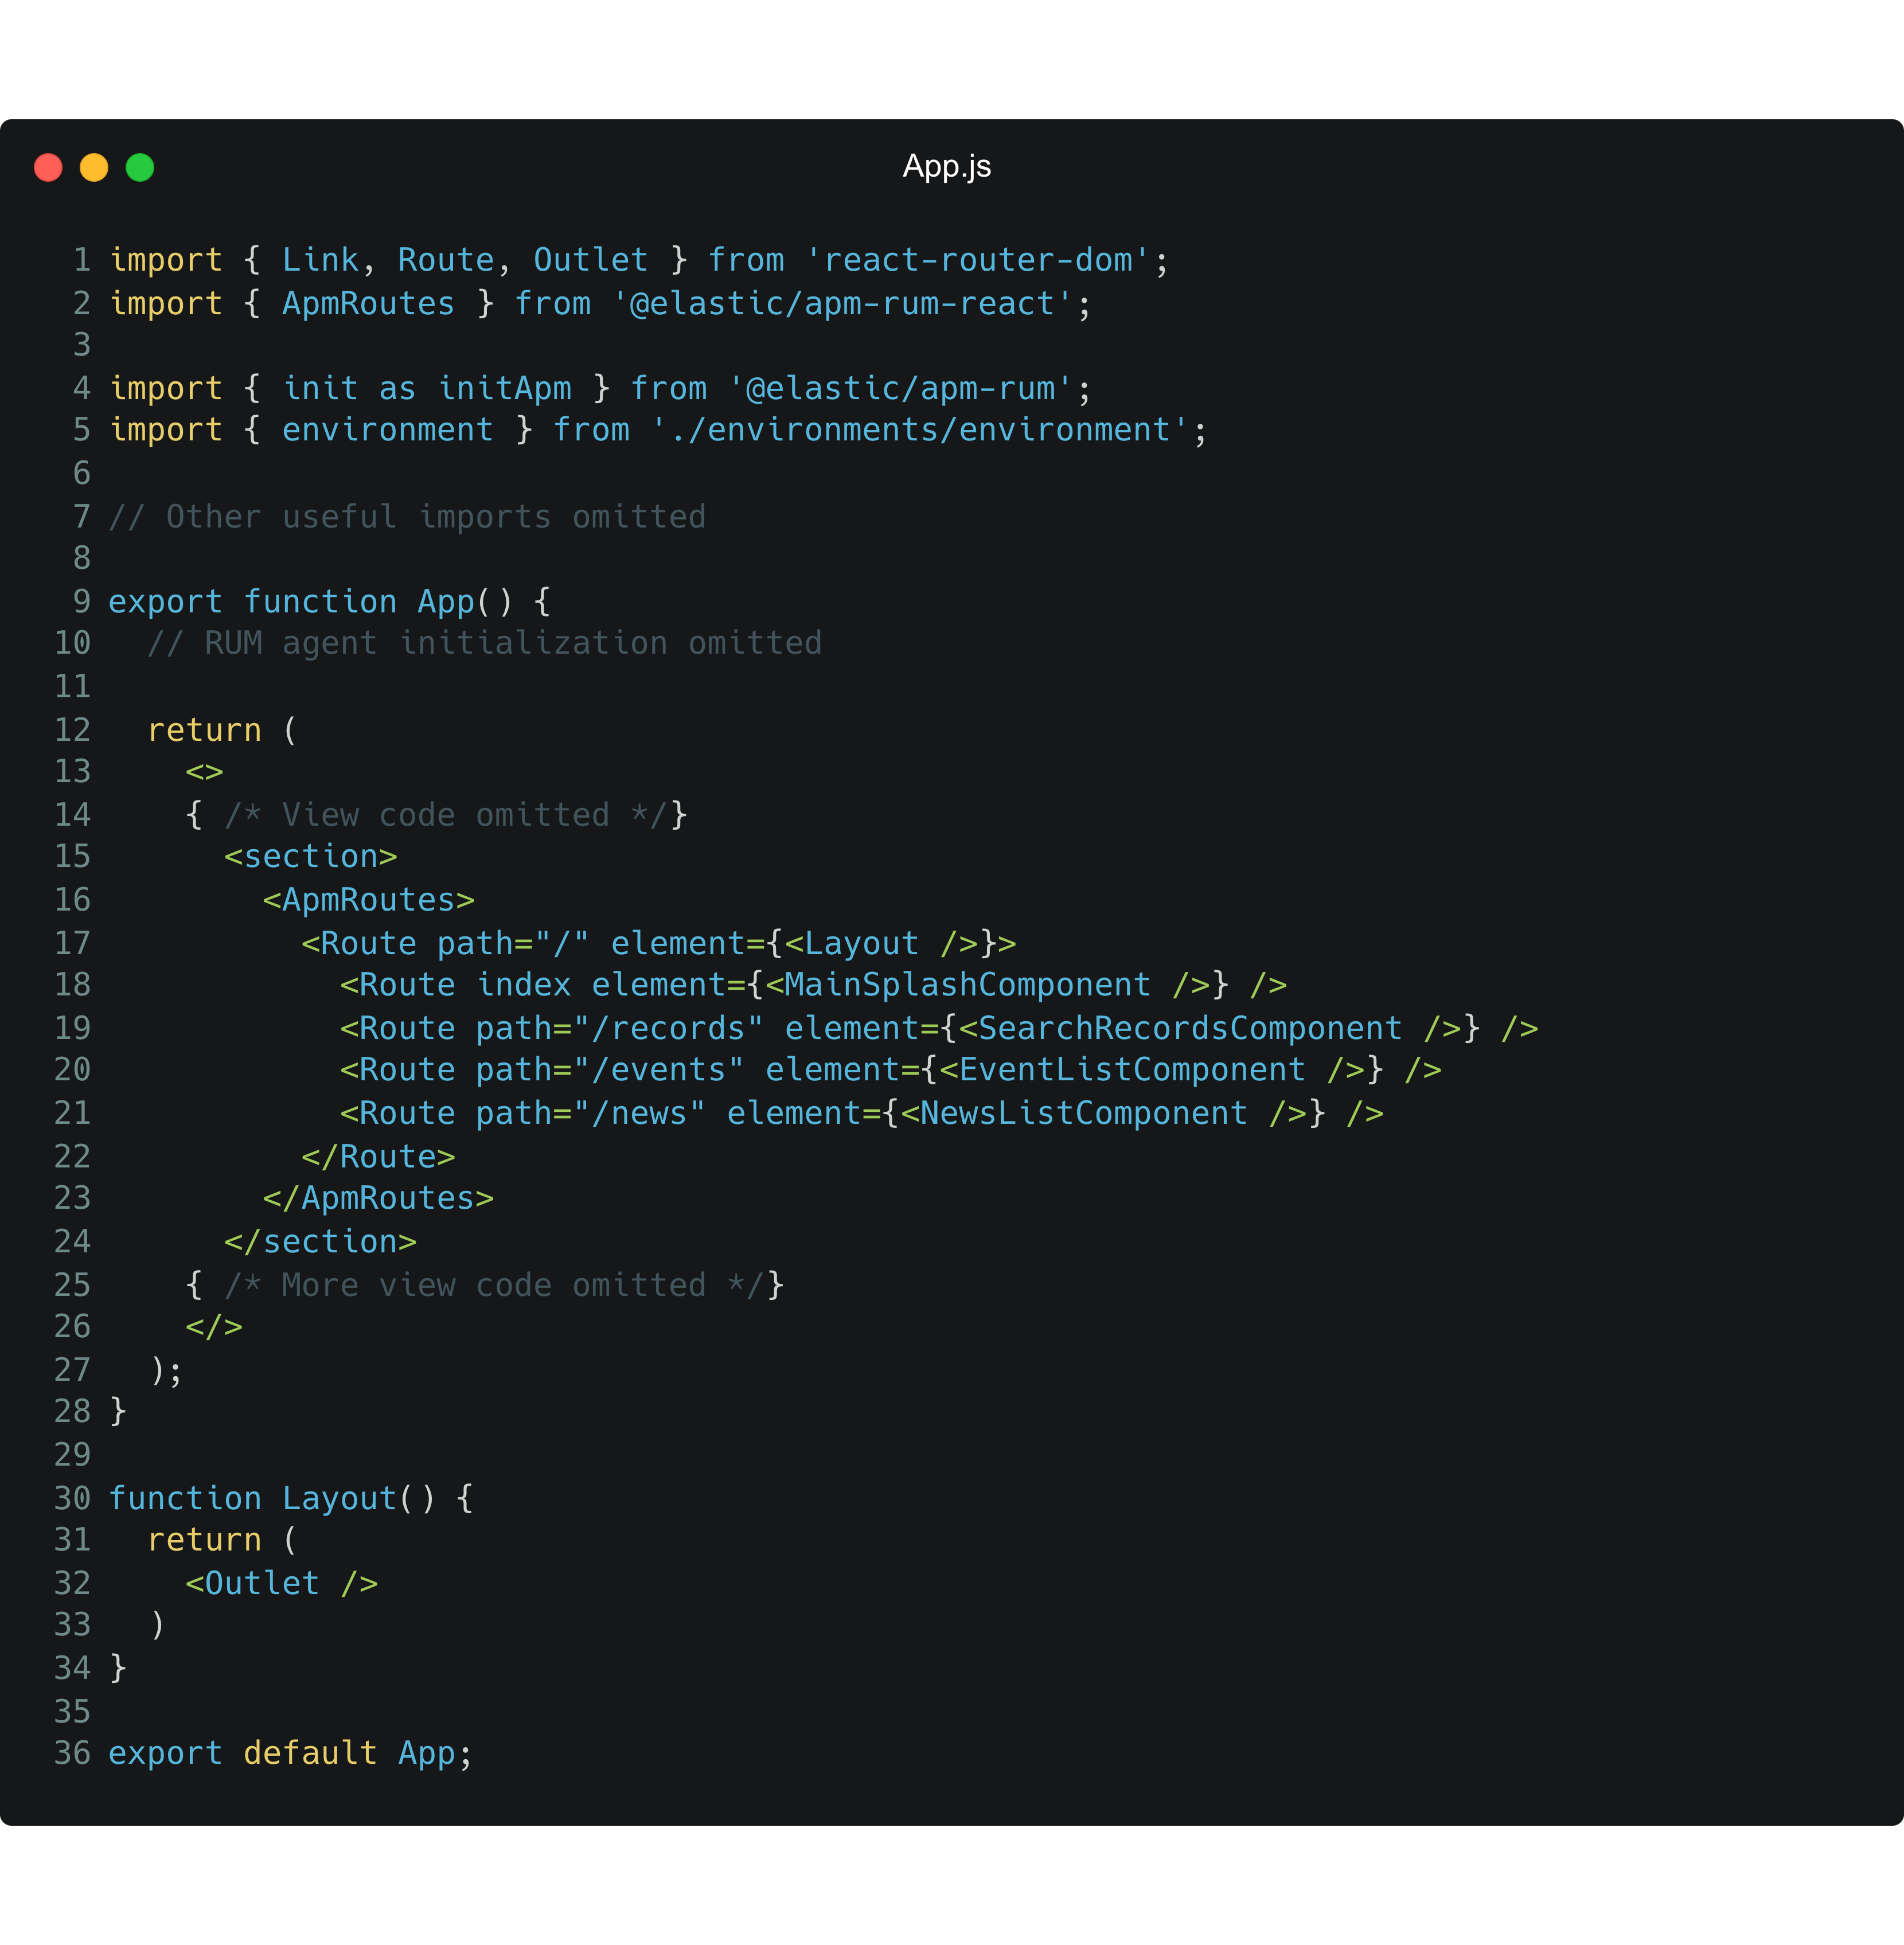 App.js
1 import { Link, Route, Outlet } from 'react-router-dom';
2 import { ApmRoutes } from '@elastic/apm-rum-react';
3
4 import { init as initApm } from '@elastic/apm-rum';
5 import { environment } from './environments/environment';
6
7 // Other useful imports omitted
8
9 export function App() {
10   // RUM agent initialization omitted
11
12   return (
13     <>
14     { /* View code omitted */}
15       <section>
16         <ApmRoutes>
17           <Route path="/" element={<Layout />}>
18             <Route index element={<MainSplashComponent />} />
19             <Route path="/records" element={<SearchRecordsComponent />} />
20             <Route path="/events" element={<EventListComponent />} />
21             <Route path="/news" element={<NewsListComponent />} />
22           </Route>
23         </ApmRoutes>
24       </section>
25     { /* More view code omitted */}
26     </>
27   );
28 }
29
30 function Layout() {
31   return (
32     <Outlet />
33   )
34 }
35
36 export default App;